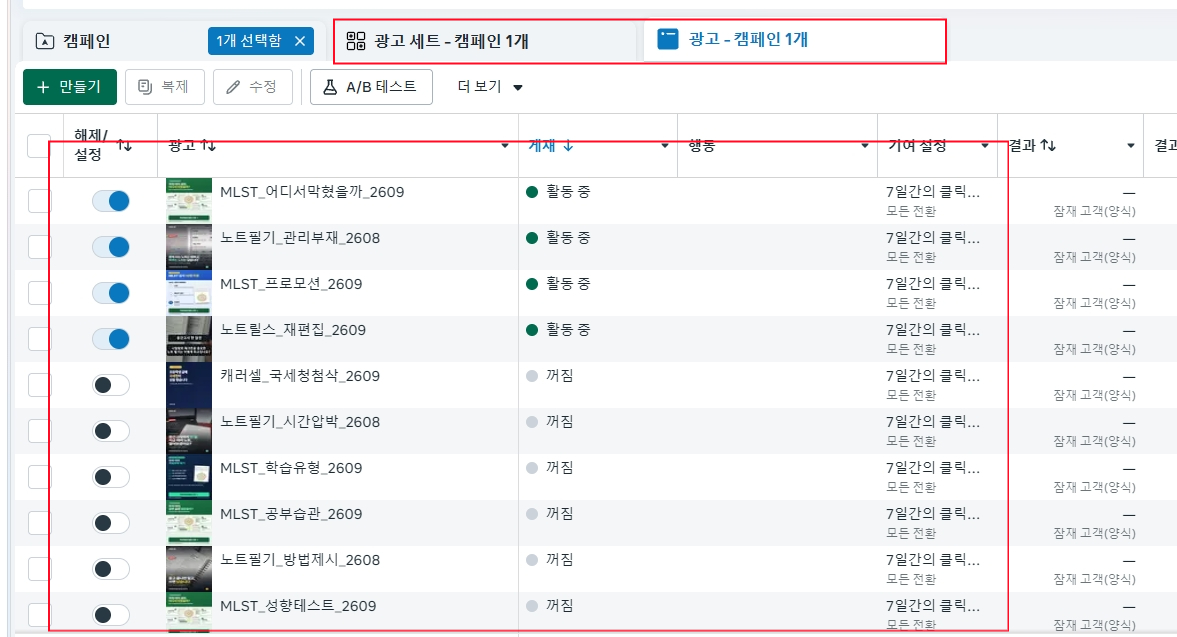 캠페인
1개 선택함 ×
광고 세트 - 캠페인 1개
광고 - 캠페인 1개
+ 만들기
복제
수정
A/B 테스트
더 보기
해제/
설정
광고
게재
행동
기여 설정
결과
결과
MLST_어디서막혔을까_2609
활동 중
7일간의 클릭...
모든 전환
—
잠재 고객(양식)
노트필기_관리부재_2608
활동 중
7일간의 클릭...
모든 전환
—
잠재 고객(양식)
MLST_프로모션_2609
활동 중
7일간의 클릭...
모든 전환
—
잠재 고객(양식)
노트릴스_재편집_2609
활동 중
7일간의 클릭...
모든 전환
—
잠재 고객(양식)
캐러셀_국세청첨삭_2609
꺼짐
7일간의 클릭...
모든 전환
—
잠재 고객(양식)
노트필기_시간압박_2608
꺼짐
7일간의 클릭...
모든 전환
—
잠재 고객(양식)
MLST_학습유형_2609
꺼짐
7일간의 클릭...
모든 전환
—
잠재 고객(양식)
MLST_공부습관_2609
꺼짐
7일간의 클릭...
모든 전환
—
잠재 고객(양식)
노트필기_방법제시_2608
꺼짐
7일간의 클릭...
모든 전환
—
잠재 고객(양식)
MLST_성향테스트_2609
꺼짐
7일간의 클릭...
모든 전환
—
잠재 고객(양식)